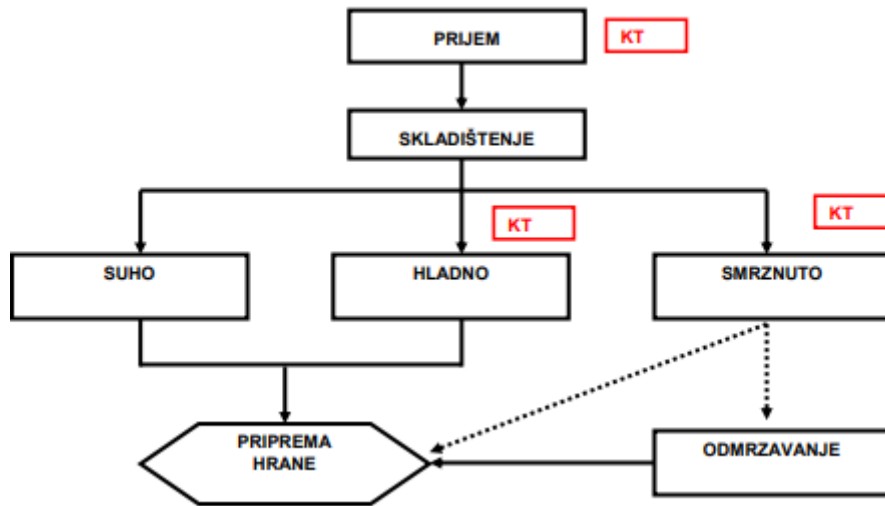 PRIJEM
KT
SKLADIŠTENJE
KT
KT
SUHO
HLADNO
SMRZNUTO
PRIPREMA
HRANE
ODMRZAVANJE